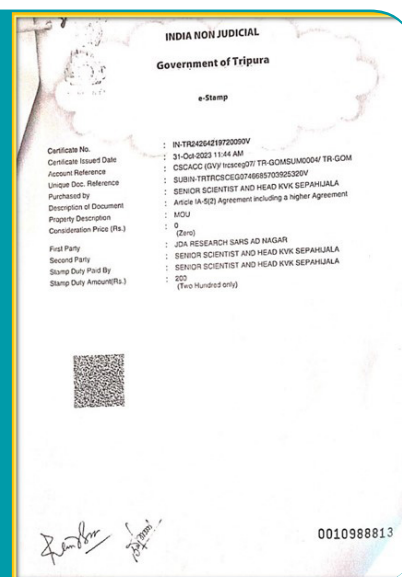 INDIA NON JUDICIAL
Government of Tripura
e-Stamp
Certificate No. : IN-TR24264219720090V
Certificate Issued Date : 31-Oct-2023 11:44 AM
Account Reference : CSCACC (GV)/ trcsceg07/ TR-GOMSUM0004/ TR-GOM
Unique Doc. Reference : SUBIN-TRTRCSCEG07486857039253​20V
Purchased by : SENIOR SCIENTIST AND HEAD KVK SEPAHIJALA
Description of Document : Article IA-5(2) Agreement including a higher Agreement
Property Description : MOU
Consideration Price (Rs.) : 0
(Zero)
First Party : JDA RESEARCH SARS AD NAGAR
Second Party : SENIOR SCIENTIST AND HEAD KVK SEPAHIJALA
Stamp Duty Paid By : SENIOR SCIENTIST AND HEAD KVK SEPAHIJALA
Stamp Duty Amount(Rs.) : 200
(Two Hundred only)
0010988813